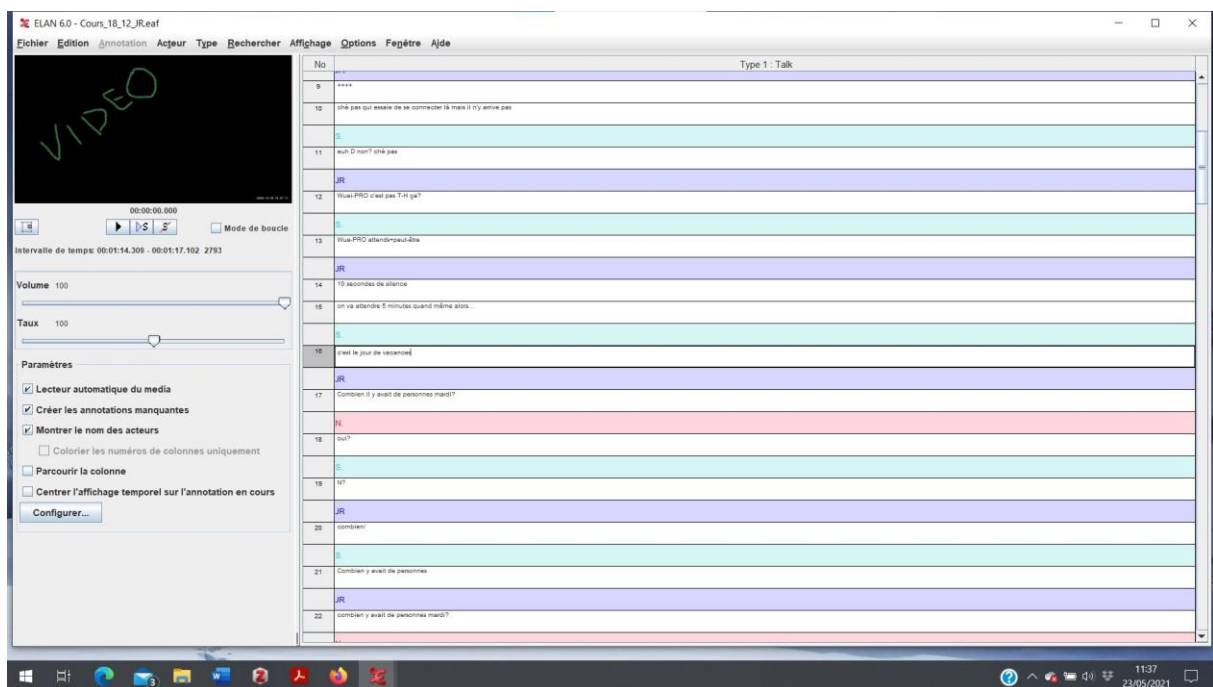 ELAN 6.0 - Cours_18_12_JR.eaf
Fichier Edition Annotation Acteur Type Rechercher Affichage Options Fenêtre Aide
VIDEO
00:00:00.000
Mode de boucle
Intervalle de temps: 00:01:14.309 - 00:01:17.102 2793
Volume 100
Taux 100
Paramètres
Lecteur automatique du media
Créer les annotations manquantes
Montrer le nom des acteurs
Colorier les numéros de colonnes uniquement
Parcourir la colonne
Centrer l'affichage temporel sur l'annotation en cours
Configurer...
No Type 1 : Talk
9 ****
10 ché pas qui essaie de se connecter là mais il n'y arrive pas
S.
11 euh D non? ché pas
JR
12 Wuai-PRO c'est pas T-H ça?
S.
13 Wua-PRO attends=peut-être
JR
14 10 secondes de silence
15 on va attendre 5 minutes quand même alors...
S.
16 c'est le jour de vacances
JR
17 Combien il y avait de personnes mardi?
N.
18 oui?
S.
19 N?
JR
20 combien/
S.
21 Combien y avait de personnes
JR
22 combien y avait de personnes mardi?
11:37
23/05/2021